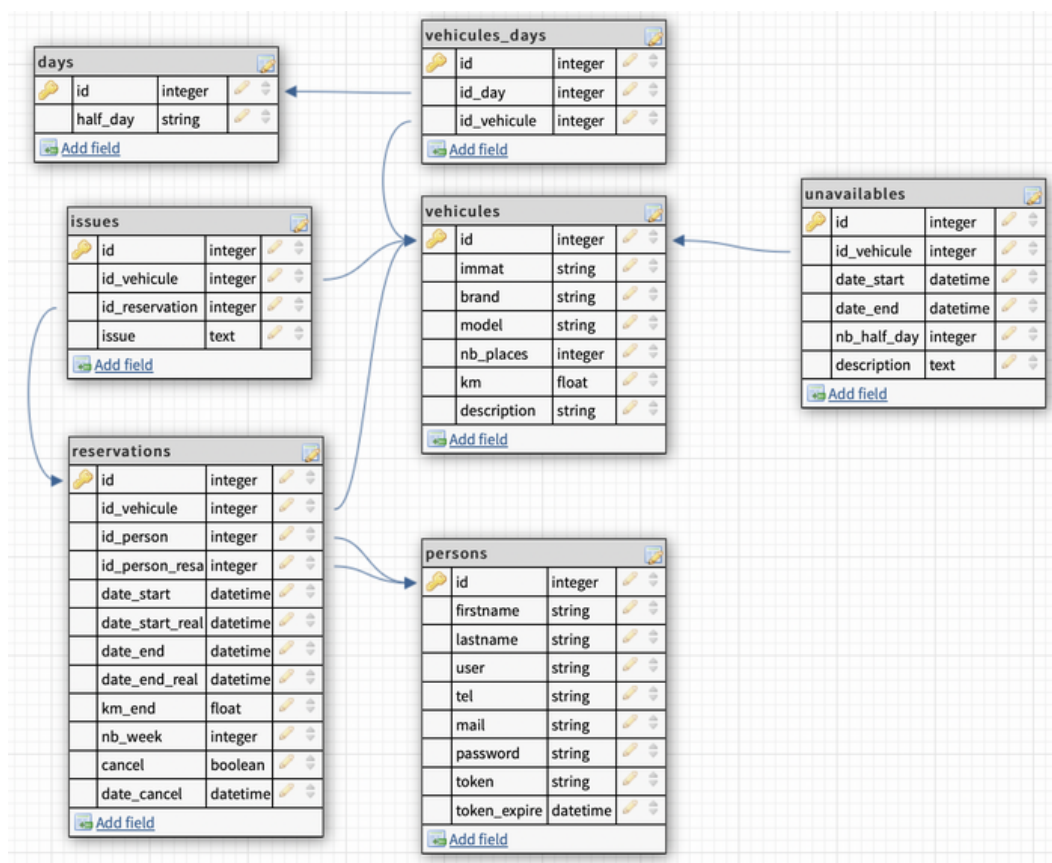 days
id integer
half_day string
Add field
vehicules_days
id integer
id_day integer
id_vehicule integer
Add field
issues
id integer
id_vehicule integer
id_reservation integer
issue text
Add field
vehicules
id integer
immat string
brand string
model string
nb_places integer
km float
description string
Add field
unavailables
id integer
id_vehicule integer
date_start datetime
date_end datetime
nb_half_day integer
description text
Add field
reservations
id integer
id_vehicule integer
id_person integer
id_person_resa integer
date_start datetime
date_start_real datetime
date_end datetime
date_end_real datetime
km_end float
nb_week integer
cancel boolean
date_cancel datetime
Add field
persons
id integer
firstname string
lastname string
user string
tel string
mail string
password string
token string
token_expire datetime
Add field